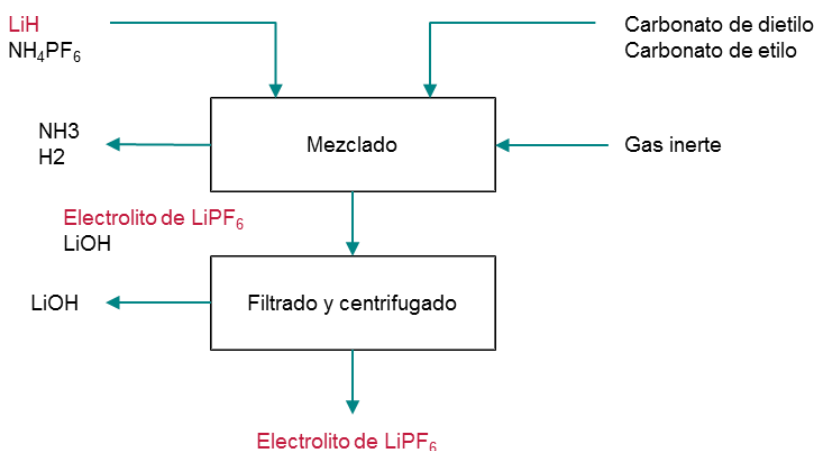 LiH
NH₄PF₆
Carbonato de dietilo
Carbonato de etilo
NH3
H2
Mezclado
Gas inerte
Electrolito de LiPF₆
LiOH
LiOH
Filtrado y centrifugado
Electrolito de LiPF₆